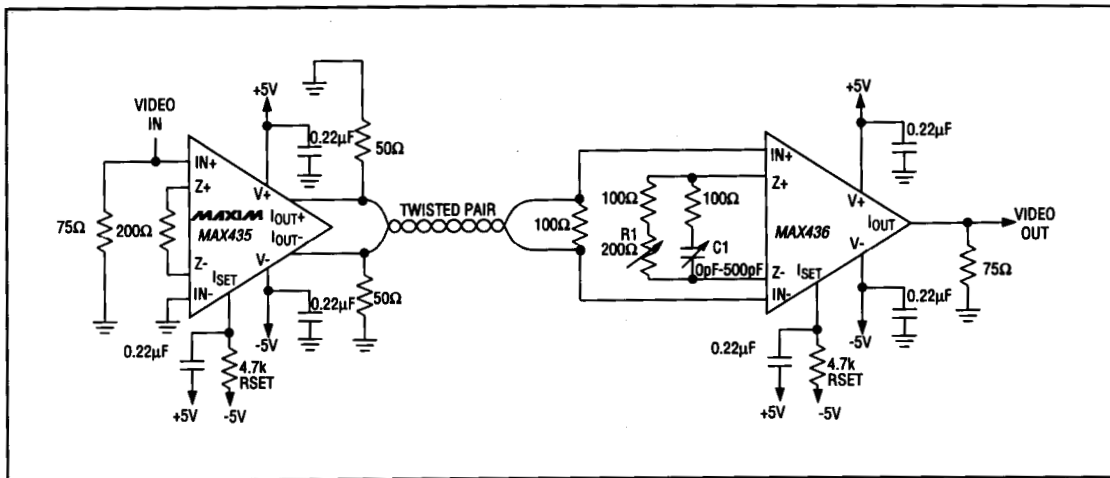 VIDEO
IN
75Ω
200Ω
IN+
Z+
MAXIM
MAX435
Z-
IN-
ISET
V+
IOUT+
IOUT-
V-
+5V
0.22µF
50Ω
0.22µF
-5V
50Ω
0.22µF
+5V
4.7k
RSET
-5V
TWISTED PAIR
100Ω
100Ω
R1
200Ω
100Ω
C1
0pF-500pF
IN+
Z+
MAX436
Z-
IN-
ISET
V+
IOUT
V-
+5V
0.22µF
VIDEO
OUT
75Ω
0.22µF
-5V
0.22µF
+5V
4.7k
RSET
-5V